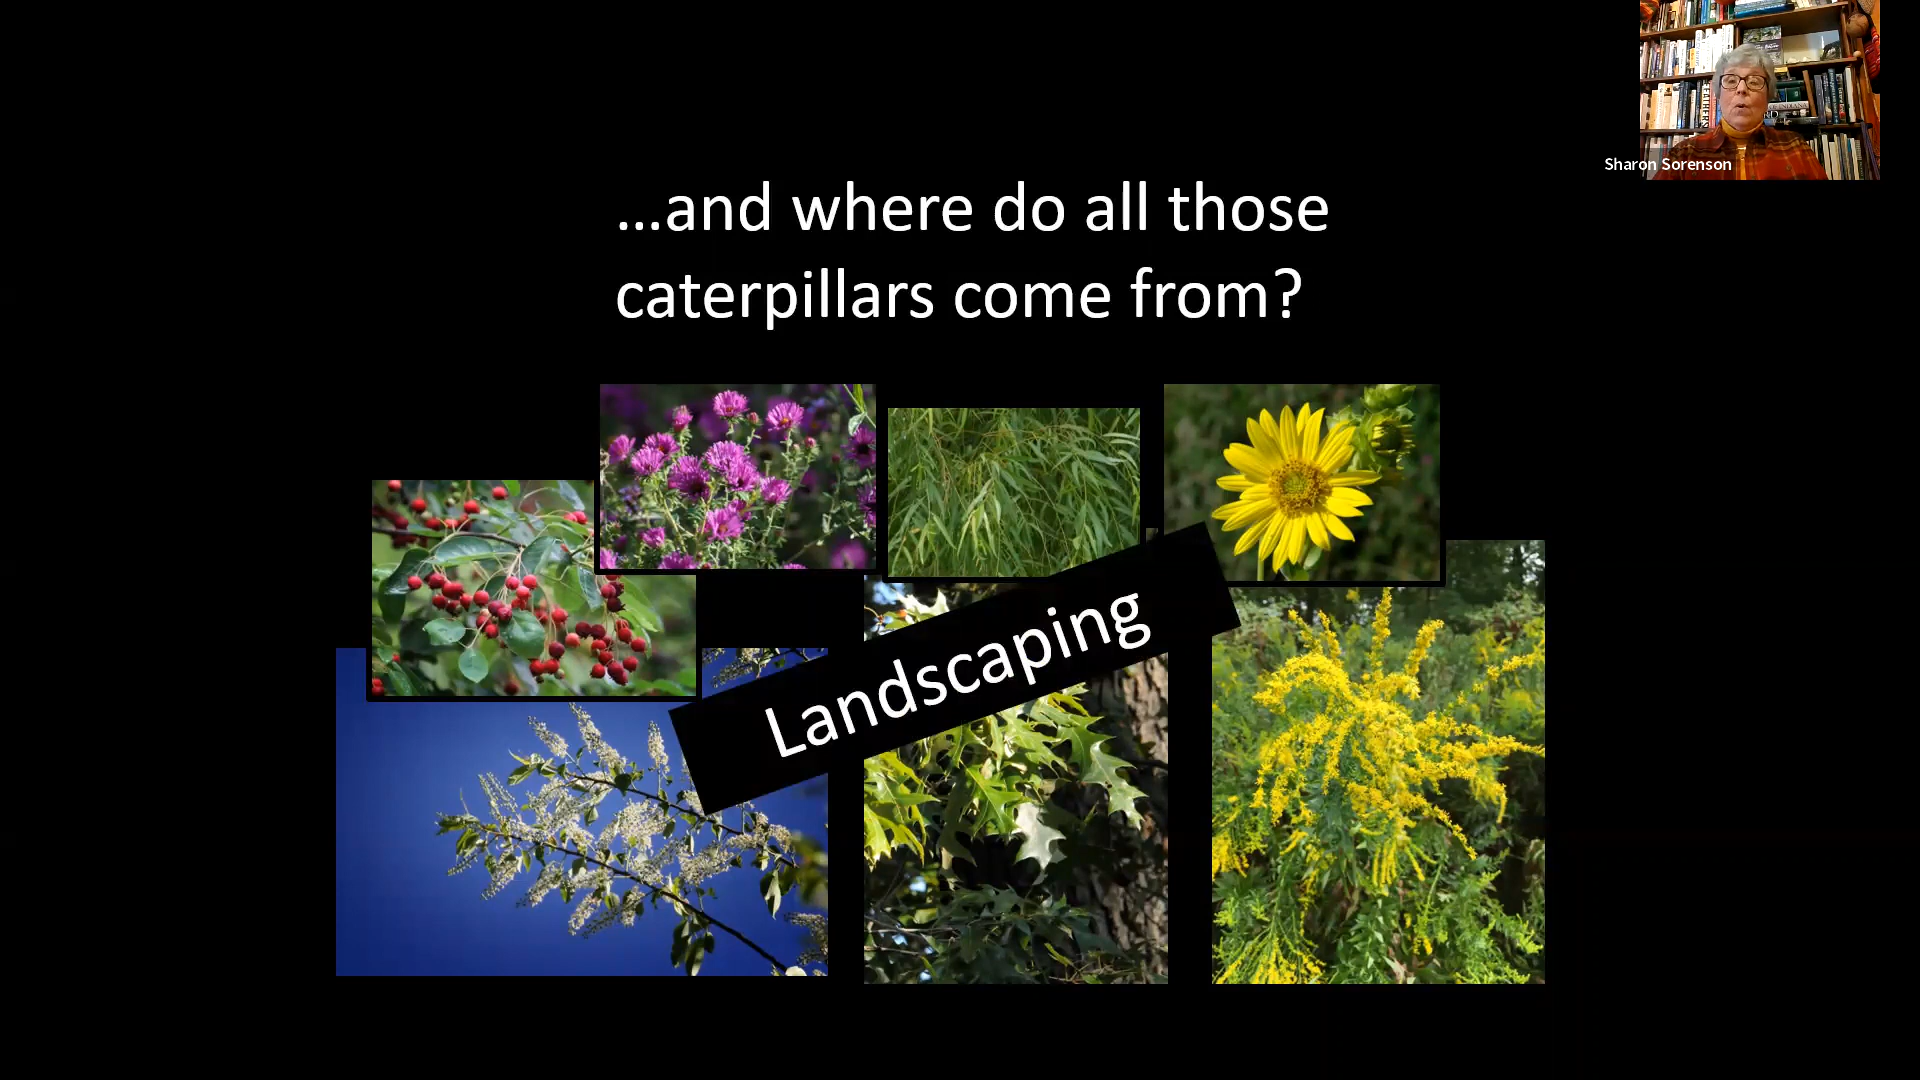 Sharon Sorenson
...and where do all those
caterpillars come from?
Landscaping